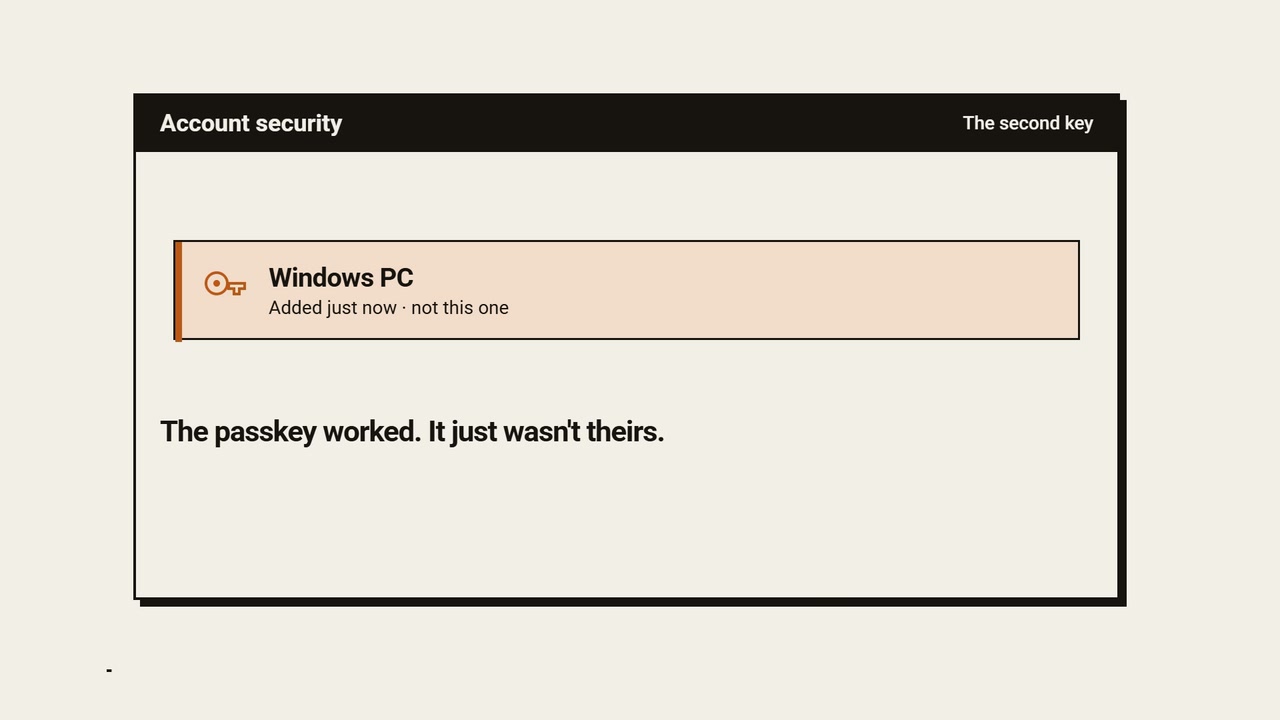 Account security
The second key
Windows PC
Added just now · not this one
The passkey worked. It just wasn't theirs.
-